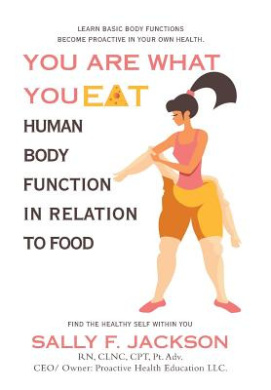 LEARN BASIC BODY FUNCTIONS
BECOME PROACTIVE IN YOUR OWN HEALTH.
YOU ARE WHAT
YOU EAT
HUMAN
BODY
FUNCTION
IN RELATION
TO FOOD
FIND THE HEALTHY SELF WITHIN YOU
SALLY F. JACKSON
RN, CLNC, CPT, Pt. Adv.
CEO/ Owner: Proactive Health Education LLC.